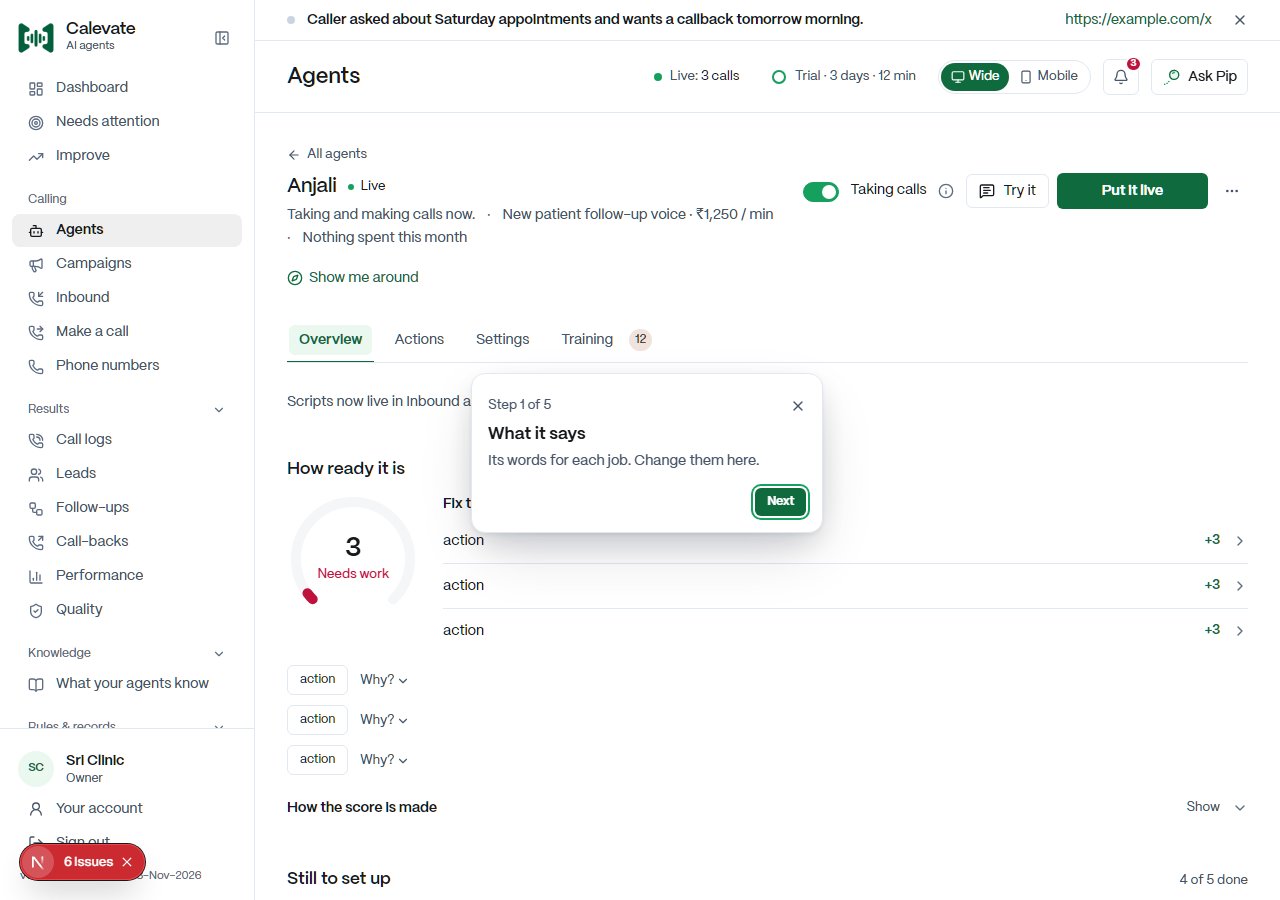 Calevate
AI agents
Dashboard
Needs attention
Improve
Calling
Agents
Campaigns
Inbound
Make a call
Phone numbers
Results
Call logs
Leads
Follow-ups
Call-backs
Performance
Quality
Knowledge
What your agents know
Rules & records
SC
Sri Clinic
Owner
Your account
Sign out
6 Issues
-Nov-2026
Caller asked about Saturday appointments and wants a callback tomorrow morning.
https://example.com/x
Agents
Live: 3 calls
Trial · 3 days · 12 min
Wide
Mobile
3
Ask Pip
All agents
Anjali
Live
Taking and making calls now. · New patient follow-up voice · ₹1,250 / min
· Nothing spent this month
Taking calls
Try it
Put it live
Show me around
Overview
Actions
Settings
Training
12
Scripts now live in Inbound
Step 1 of 5
What it says
Its words for each job. Change them here.
Next
How ready it is
3
Needs work
action
+3
action
+3
action
+3
action
Why?
action
Why?
action
Why?
How the score is made
Show
Still to set up
4 of 5 done